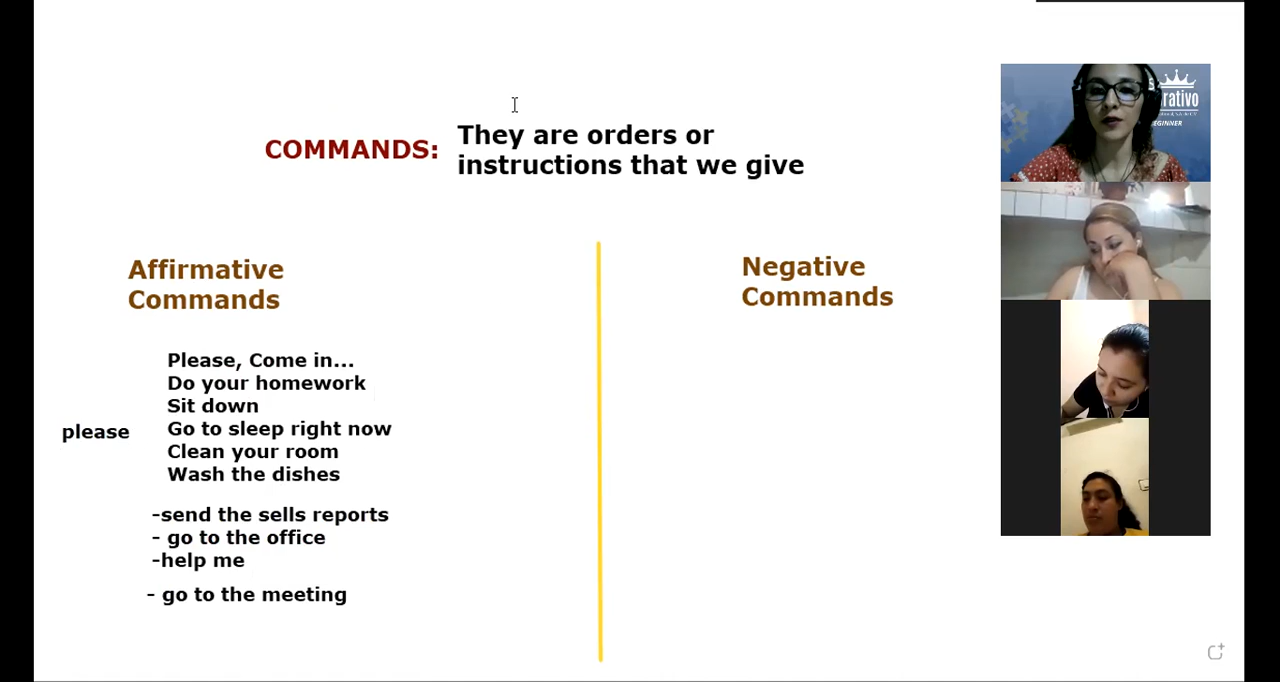 COMMANDS:
They are orders or
instructions that we give
Affirmative
Commands
Please, Come in...
Do your homework
Sit down
please
Go to sleep right now
Clean your room
Wash the dishes
-send the sells reports
- go to the office
-help me
- go to the meeting
Negative
Commands
rativo
EGINNER